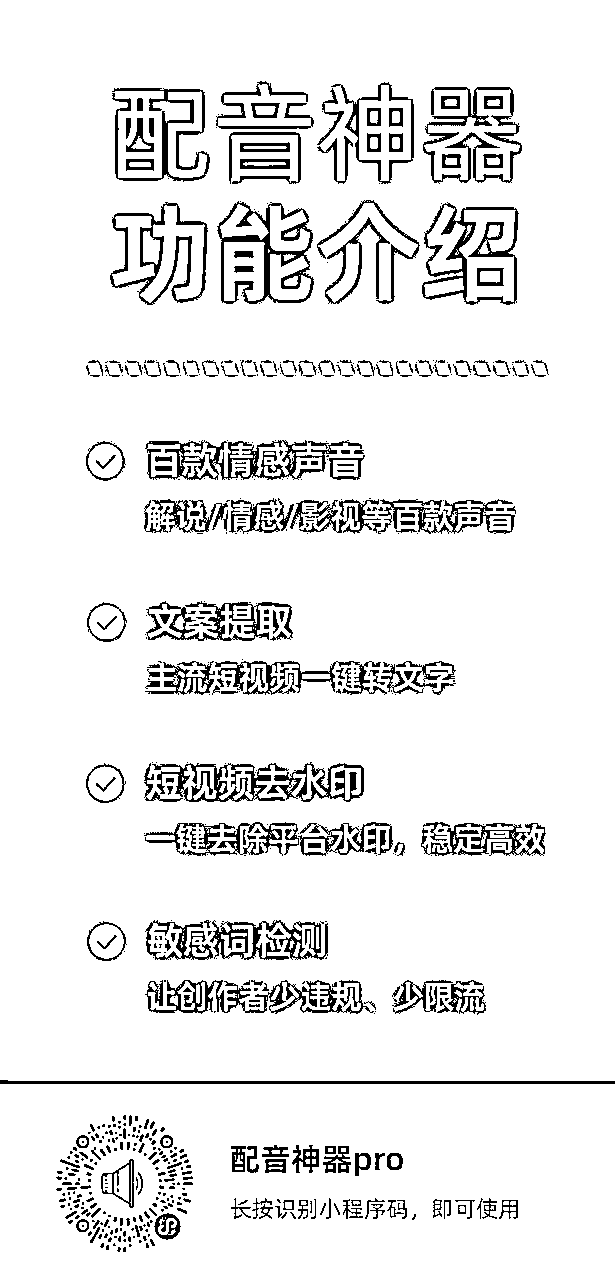 配音神器
功能介绍
百款情感声音
解说/情感/影视等百款声音
文案提取
主流短视频一键转文字
短视频去水印
一键去除平台水印，稳定高效
敏感词检测
让创作者少违规、少限流
配音神器pro
长按识别小程序码，即可使用